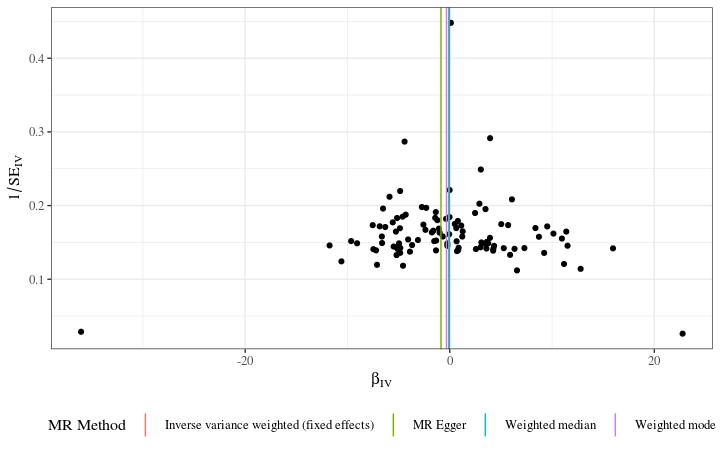 0.4
0.3
0.2
0.1
1/SE_IV
-20
0
20
β_IV
MR Method
Inverse variance weighted (fixed effects)
MR Egger
Weighted median
Weighted mode